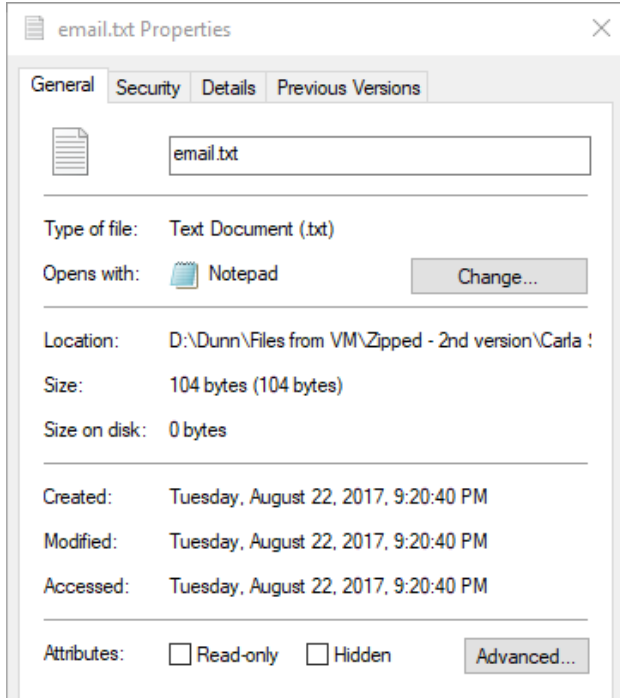 email.txt Properties
General Security Details Previous Versions
email.txt
Type of file: Text Document (.txt)
Opens with: Notepad Change...
Location: D:\Dunn\Files from VM\Zipped - 2nd version\Carla
Size: 104 bytes (104 bytes)
Size on disk: 0 bytes
Created: Tuesday, August 22, 2017, 9:20:40 PM
Modified: Tuesday, August 22, 2017, 9:20:40 PM
Accessed: Tuesday, August 22, 2017, 9:20:40 PM
Attributes: Read-only Hidden Advanced...